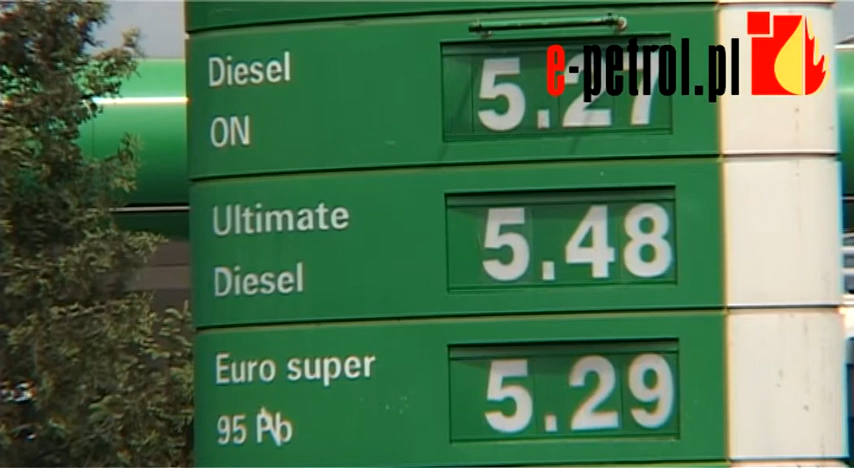 e-petrol.pl
Diesel
ON
5.27
Ultimate
Diesel
5.48
Euro super
95 Pb
5.29